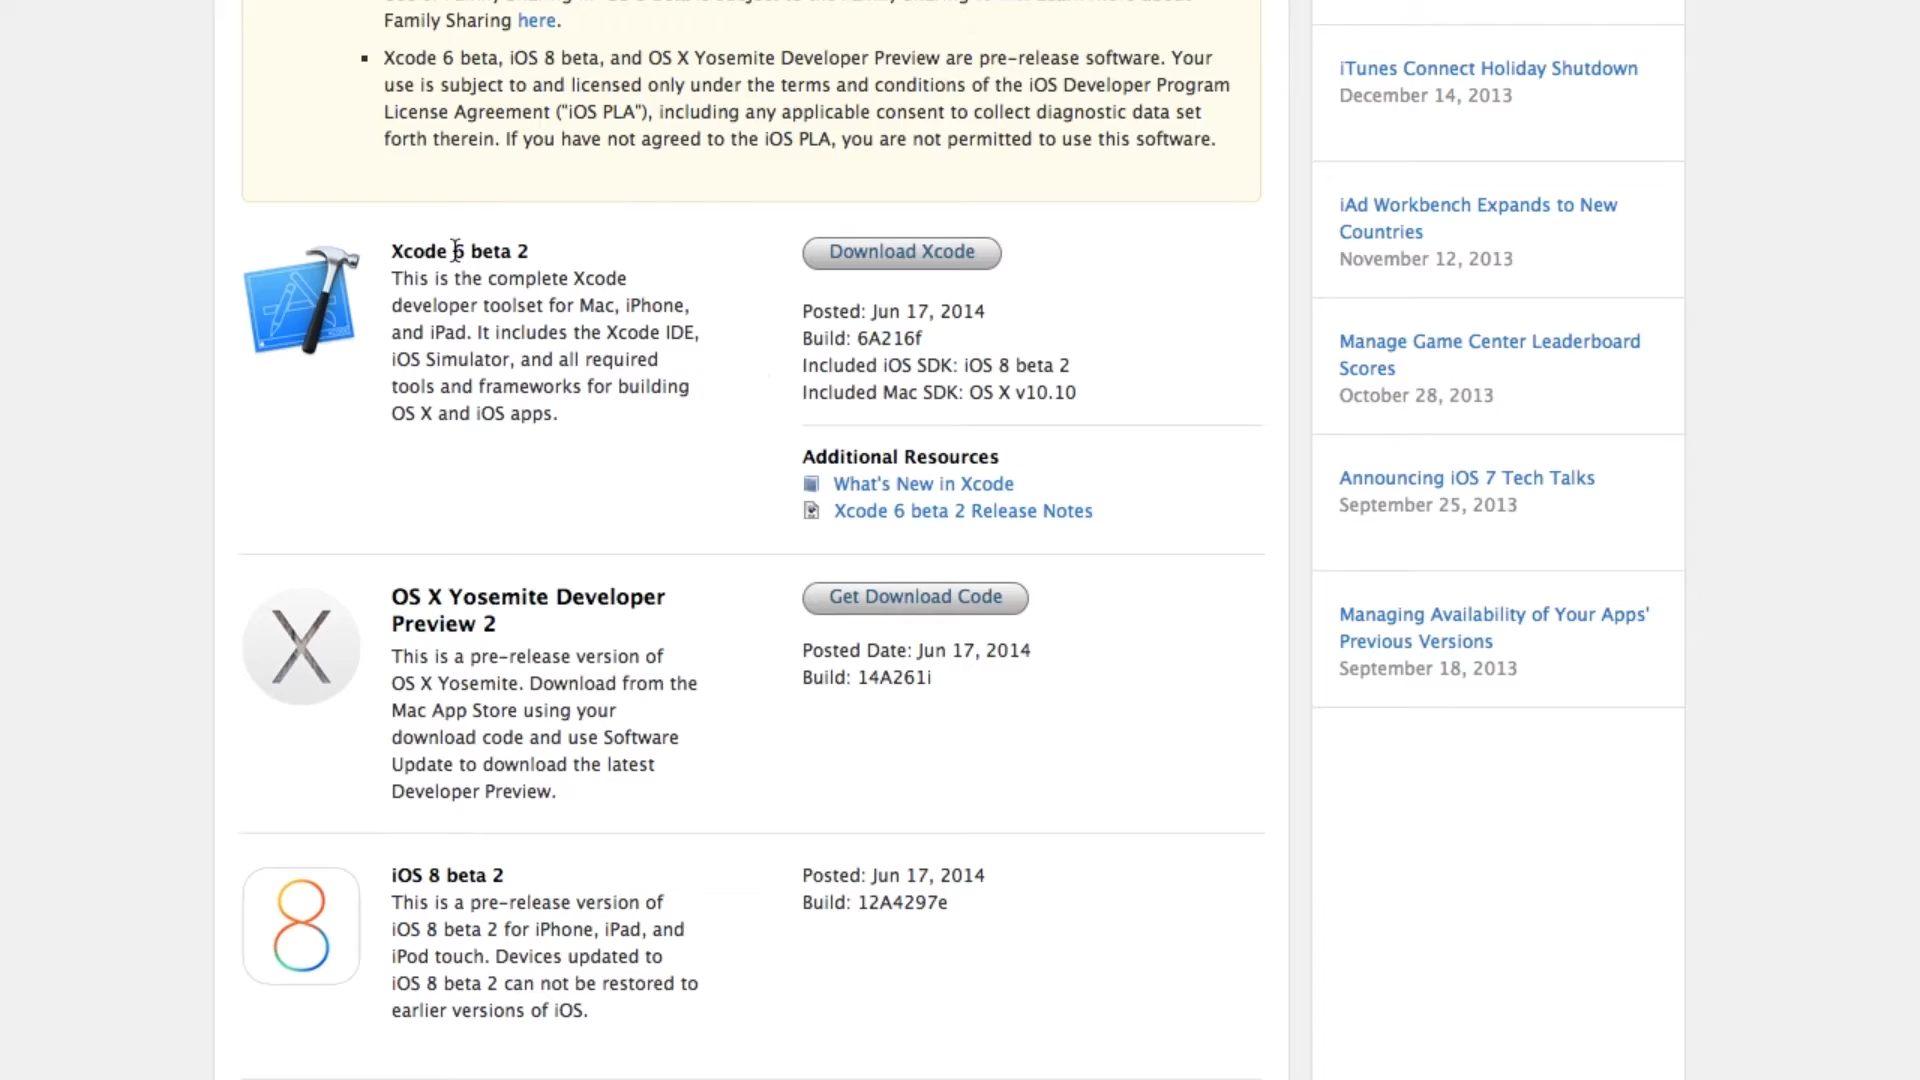 Family Sharing here.
▪ Xcode 6 beta, iOS 8 beta, and OS X Yosemite Developer Preview are pre-release software. Your
use is subject to and licensed only under the terms and conditions of the iOS Developer Program
License Agreement ("iOS PLA"), including any applicable consent to collect diagnostic data set
forth therein. If you have not agreed to the iOS PLA, you are not permitted to use this software.
Xcode 6 beta 2
This is the complete Xcode
developer toolset for Mac, iPhone,
and iPad. It includes the Xcode IDE,
iOS Simulator, and all required
tools and frameworks for building
OS X and iOS apps.
Download Xcode
Posted: Jun 17, 2014
Build: 6A216f
Included iOS SDK: iOS 8 beta 2
Included Mac SDK: OS X v10.10
Additional Resources
What's New in Xcode
Xcode 6 beta 2 Release Notes
OS X Yosemite Developer
Preview 2
This is a pre-release version of
OS X Yosemite. Download from the
Mac App Store using your
download code and use Software
Update to download the latest
Developer Preview.
Get Download Code
Posted Date: Jun 17, 2014
Build: 14A261i
iOS 8 beta 2
This is a pre-release version of
iOS 8 beta 2 for iPhone, iPad, and
iPod touch. Devices updated to
iOS 8 beta 2 can not be restored to
earlier versions of iOS.
Posted: Jun 17, 2014
Build: 12A4297e
iTunes Connect Holiday Shutdown
December 14, 2013
iAd Workbench Expands to New
Countries
November 12, 2013
Manage Game Center Leaderboard
Scores
October 28, 2013
Announcing iOS 7 Tech Talks
September 25, 2013
Managing Availability of Your Apps'
Previous Versions
September 18, 2013